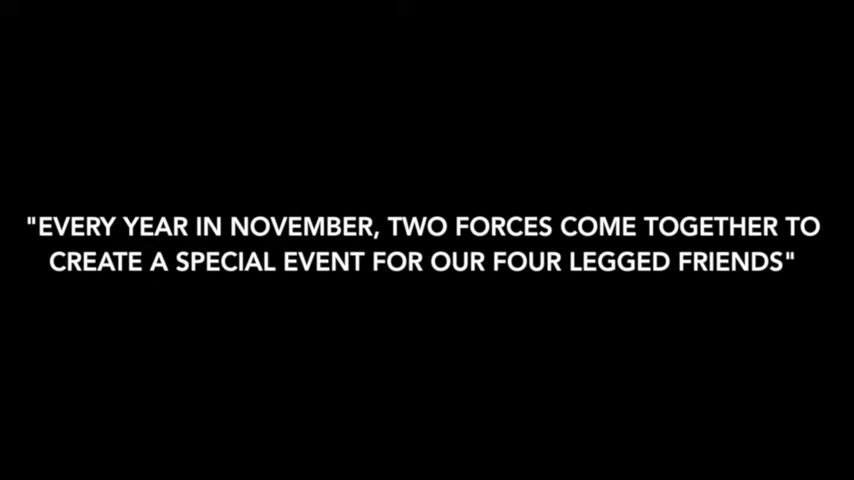 "EVERY YEAR IN NOVEMBER, TWO FORCES COME TOGETHER TO
CREATE A SPECIAL EVENT FOR OUR FOUR LEGGED FRIENDS"